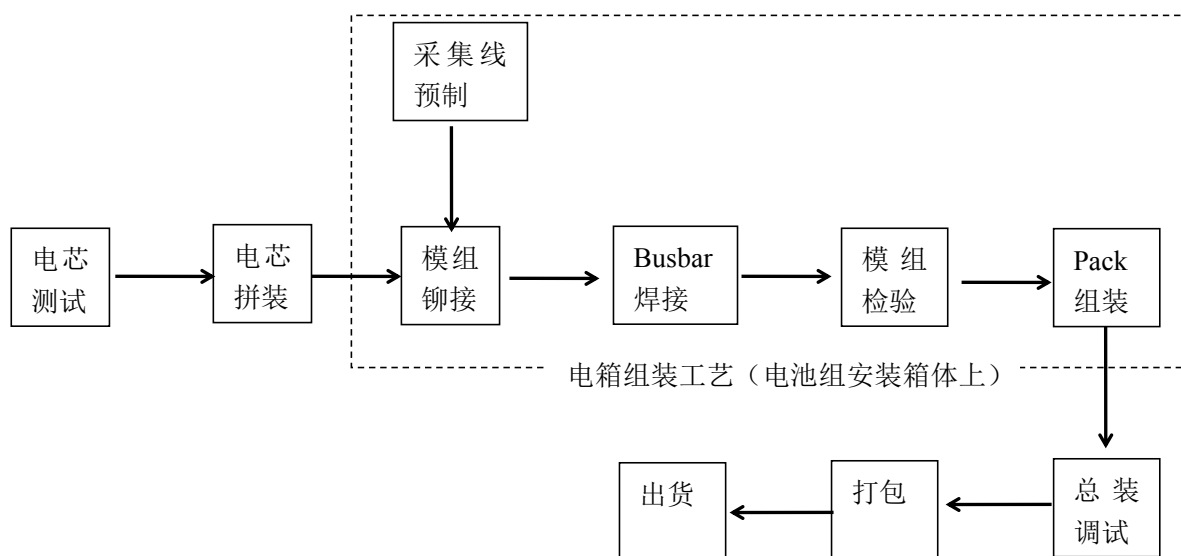 采集线
预制
电芯
测试
电芯
拼装
模组
铆接
Busbar
焊接
模组
检验
Pack
组装
电箱组装工艺（电池组安装箱体上）
出货
打包
总装
调试